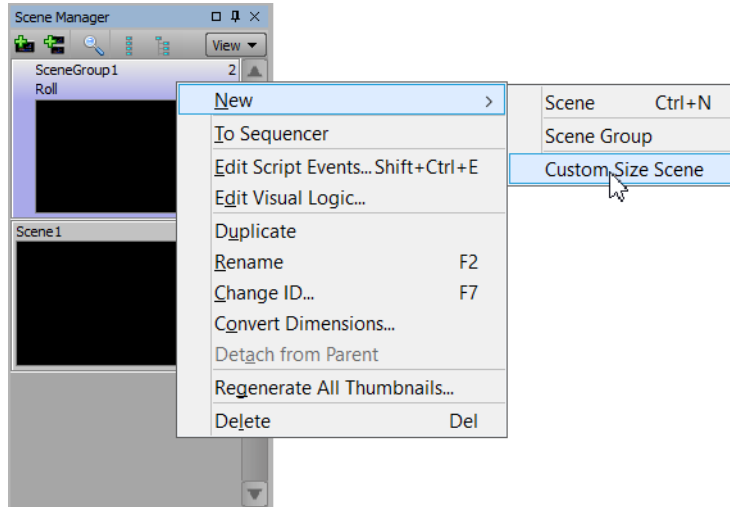 Scene Manager
View
SceneGroup1 2
Roll
Scene1
New
To Sequencer
Edit Script Events... Shift+Ctrl+E
Edit Visual Logic...
Duplicate
Rename F2
Change ID... F7
Convert Dimensions...
Detach from Parent
Regenerate All Thumbnails...
Delete Del
Scene Ctrl+N
Scene Group
Custom Size Scene